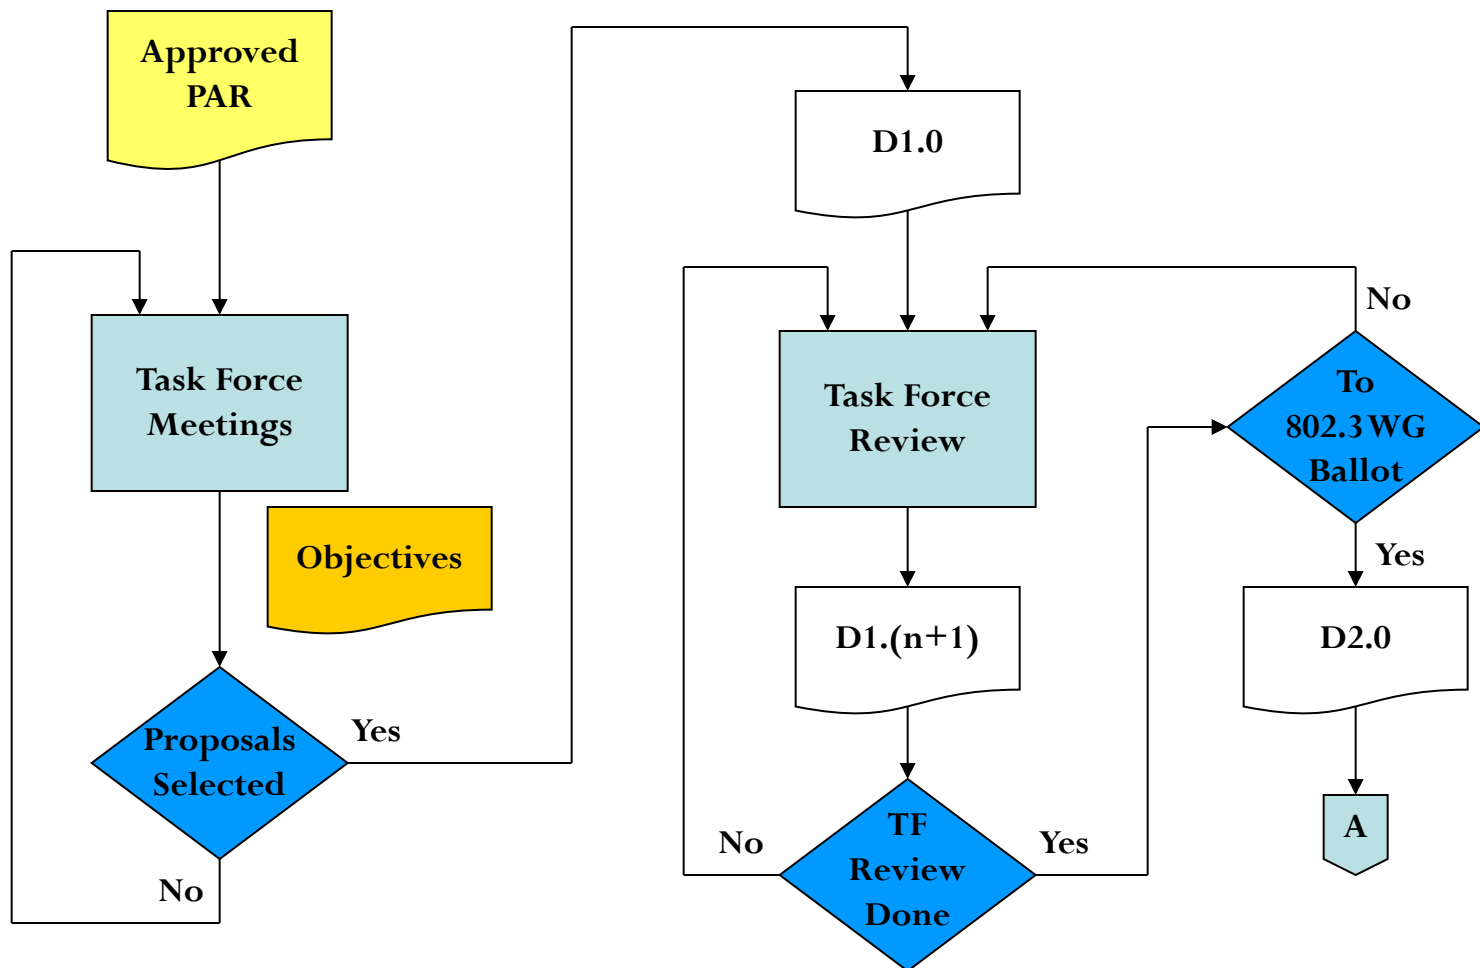 Approved
PAR
Task Force
Meetings
Objectives
Proposals
Selected
Yes
No
D1.0
Task Force
Review
D1.(n+1)
TF
Review
Done
No
Yes
To
802.3 WG
Ballot
No
Yes
D2.0
A